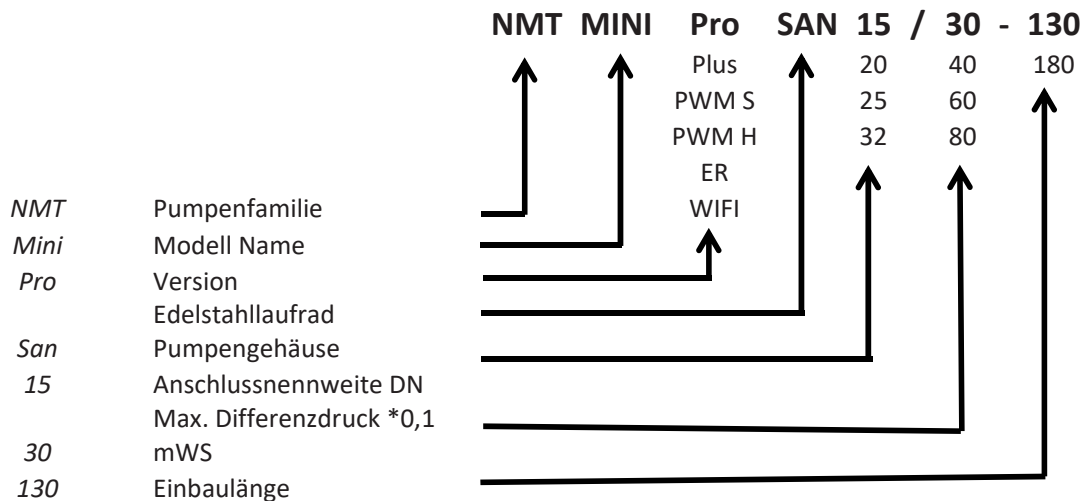 NMT MINI Pro SAN 15 / 30 - 130
Plus 20 40 180
PWM S 25 60
PWM H 32 80
ER
WIFI
NMT Pumpenfamilie
Mini Modell Name
Pro Version
Edelstahllaufrad
San Pumpengehäuse
15 Anschlussnennweite DN
Max. Differenzdruck *0,1
30 mWS
130 Einbaulänge